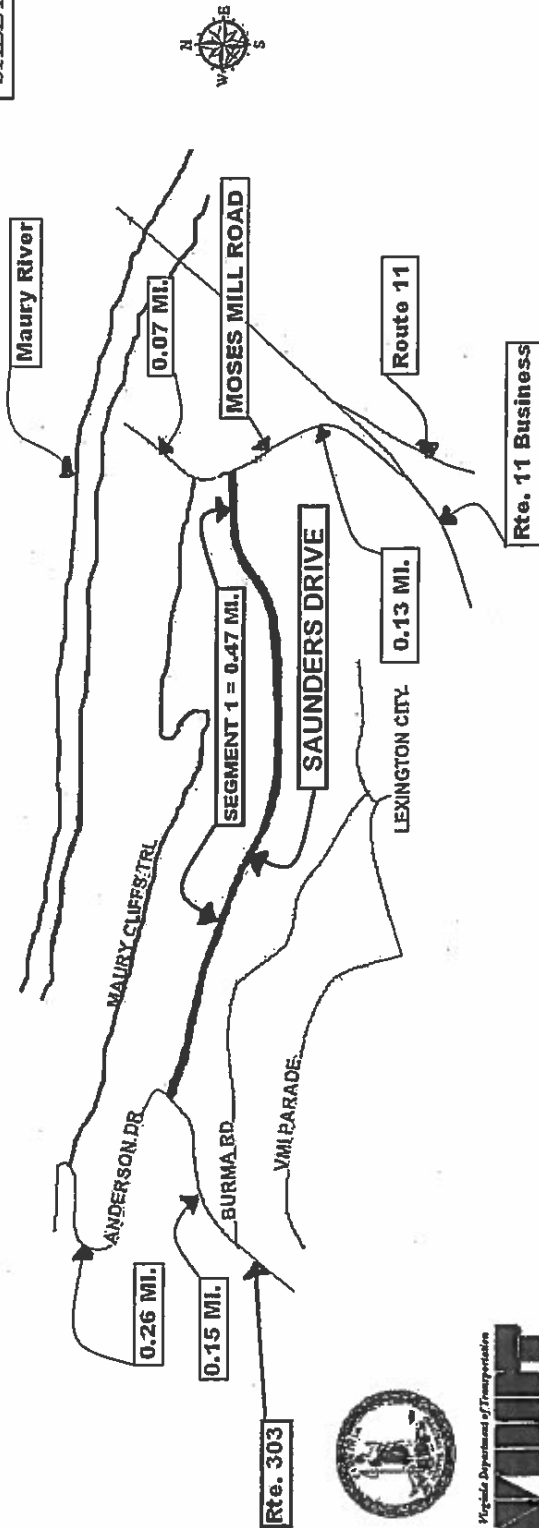 Maury River
N
W
E
S
0.07 MI.
MOSES MILL ROAD
MAURY CLIFFS TRL
SEGMENT 1 = 0.47 MI.
ANDERSON DR
0.26 MI.
SAUNDERS DRIVE
0.15 MI.
BURMA RD
VMI PARADE
0.13 MI.
Route 11
Rte. 303
LEXINGTON CITY
Rte. 11 Business
Virginia Department of Transportation